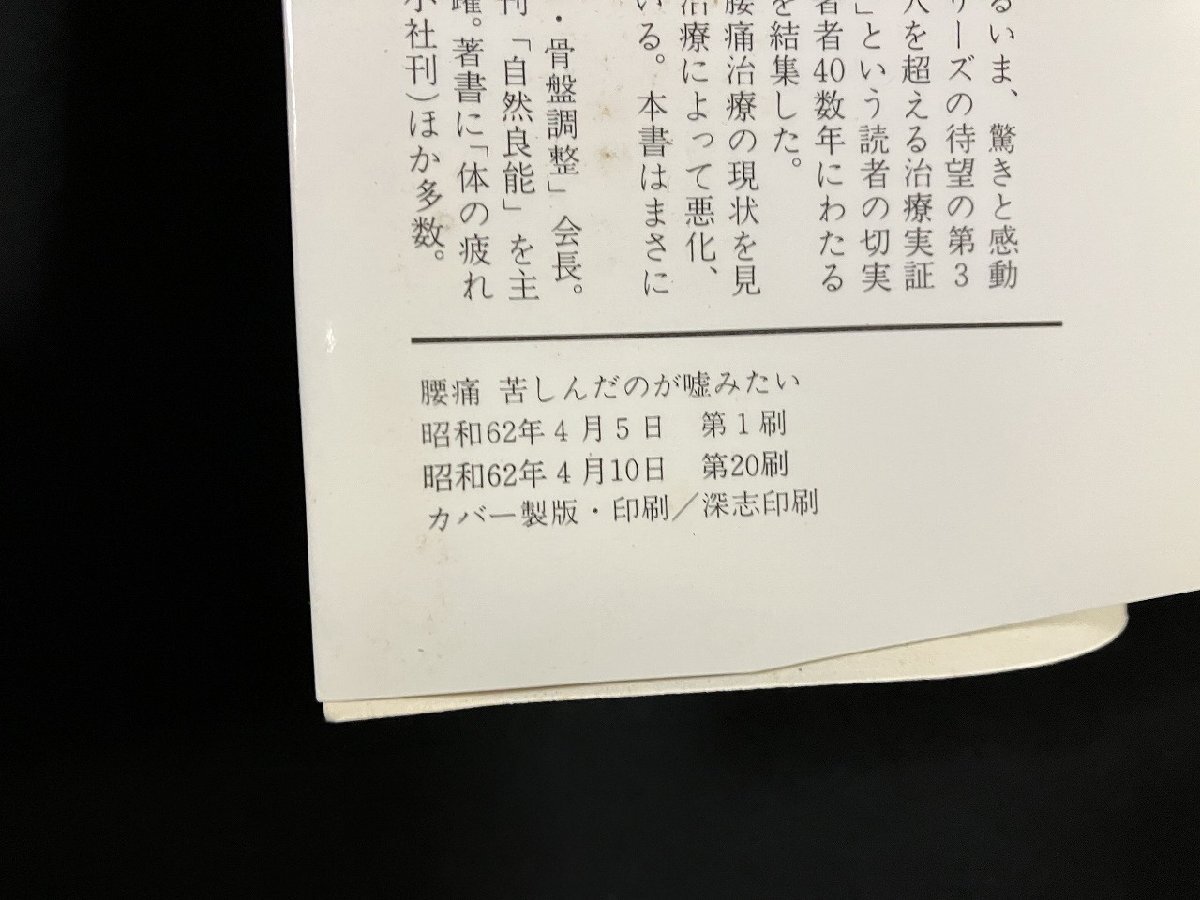 るいま、驚きと感動
リーズの待望の第3
人を超える治療実証
」という読者の切実
者者40数年にわたる
を結集した。
腰痛治療の現状を見
治療によって悪化、
いる。本書はまさに
・骨盤調整」会長。
刊「自然良能」を主
躍。著書に「体の疲れ
小社刊)ほか多数。
腰痛 苦しんだのが嘘みたい
昭和62年4月5日 第1刷
昭和62年4月10日 第20刷
カバー製版・印刷/深志印刷